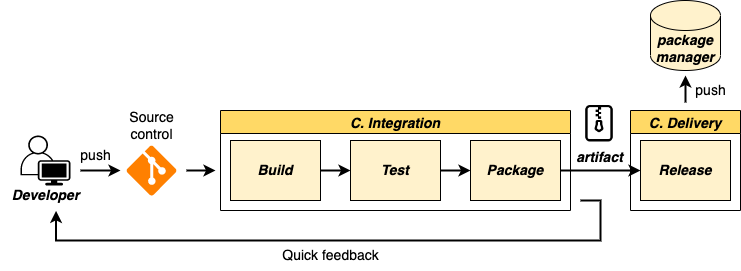 package
manager
push
Source
control
C. Integration
C. Delivery
push
Build
Test
Package
artifact
Release
Developer
Quick feedback